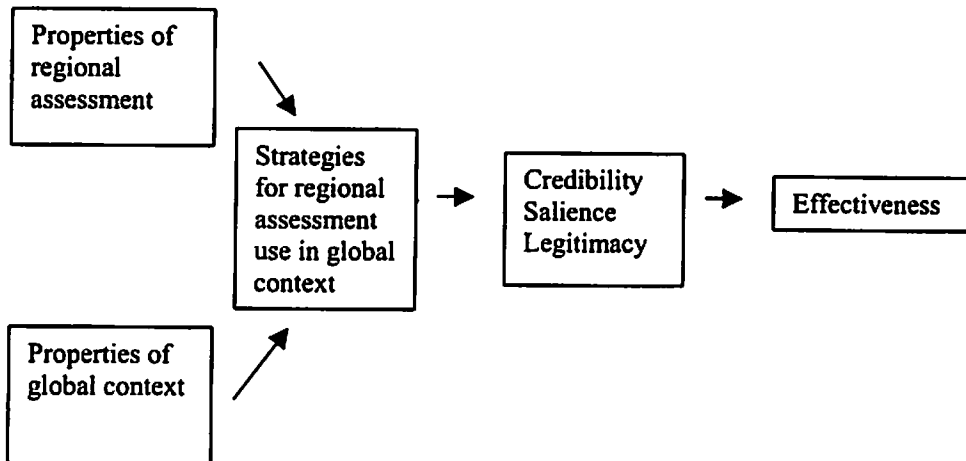 Properties of
regional
assessment
Strategies
for regional
assessment
use in global
context
Credibility
Salience
Legitimacy
Effectiveness
Properties of
global context